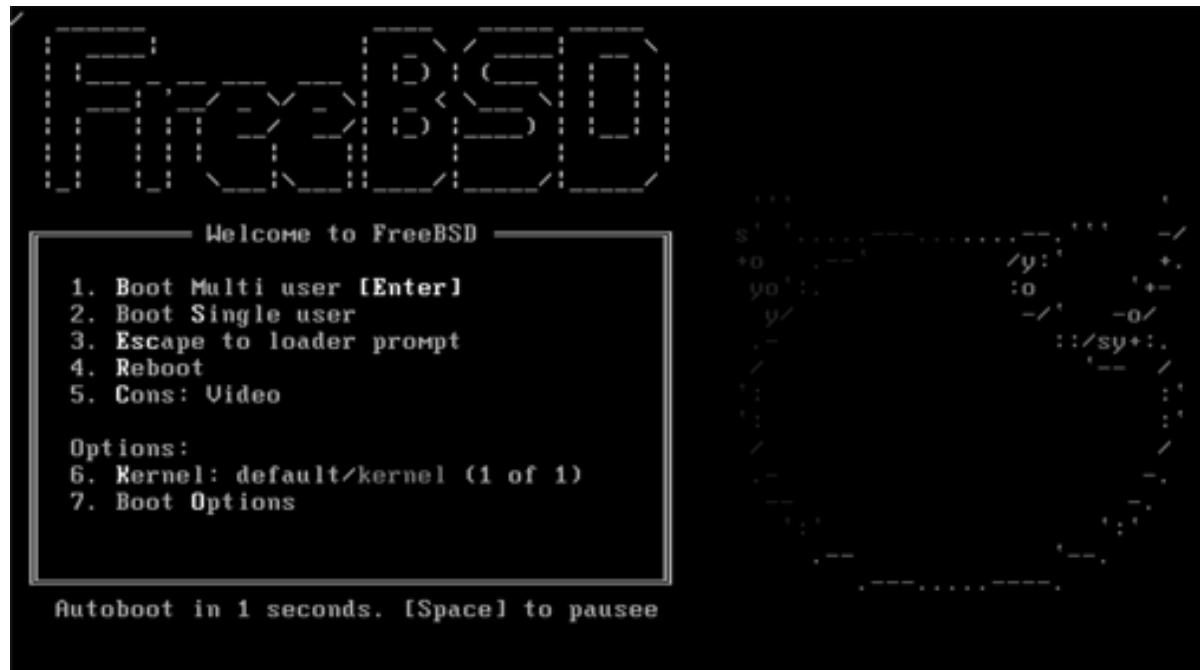 FreeBSD
Welcome to FreeBSD
1. Boot Multi user [Enter]
2. Boot Single user
3. Escape to loader prompt
4. Reboot
5. Cons: Video
Options:
6. Kernel: default/kernel (1 of 1)
7. Boot Options
Autoboot in 1 seconds. [Space] to pausee